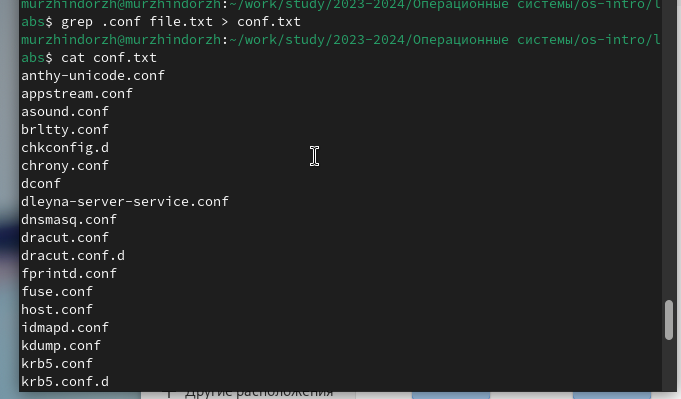 murzhindorzh@murzhindorzh:~/work/study/2023-2024/Операционные системы/os-intro/l
abs$ grep .conf file.txt > conf.txt
murzhindorzh@murzhindorzh:~/work/study/2023-2024/Операционные системы/os-intro/l
abs$ cat conf.txt
anthy-unicode.conf
appstream.conf
asound.conf
brltty.conf
chkconfig.d
chrony.conf
dconf
dleyna-server-service.conf
dnsmasq.conf
dracut.conf
dracut.conf.d
fprintd.conf
fuse.conf
host.conf
idmapd.conf
kdump.conf
krb5.conf
krb5.conf.d
Другие расположения